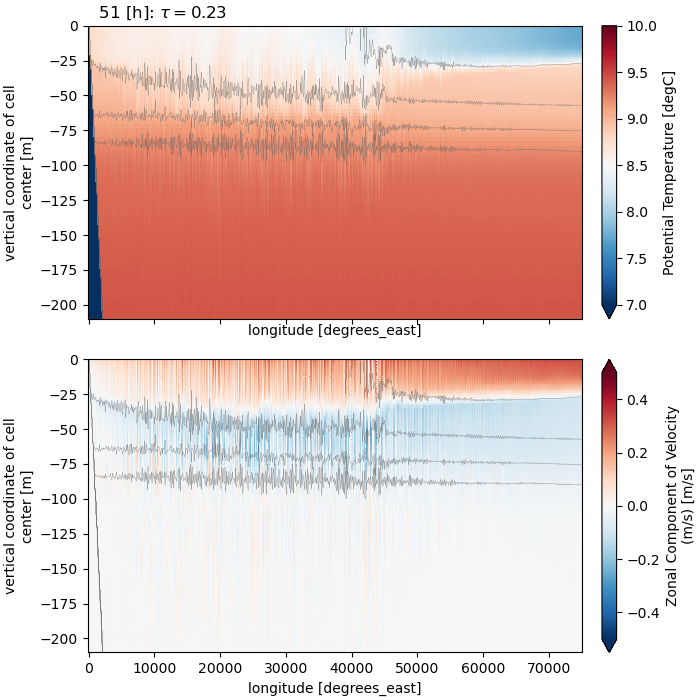 51 [h]: τ = 0.23
0
−25
−50
−75
−100
−125
−150
−175
−200
vertical coordinate of cell
center [m]
longitude [degrees_east]
10.0
9.5
9.0
8.5
8.0
7.5
7.0
Potential Temperature [degC]
0
−25
−50
−75
−100
−125
−150
−175
−200
vertical coordinate of cell
center [m]
0 10000 20000 30000 40000 50000 60000 70000
longitude [degrees_east]
0.4
0.2
0.0
−0.2
−0.4
Zonal Component of Velocity
(m/s) [m/s]